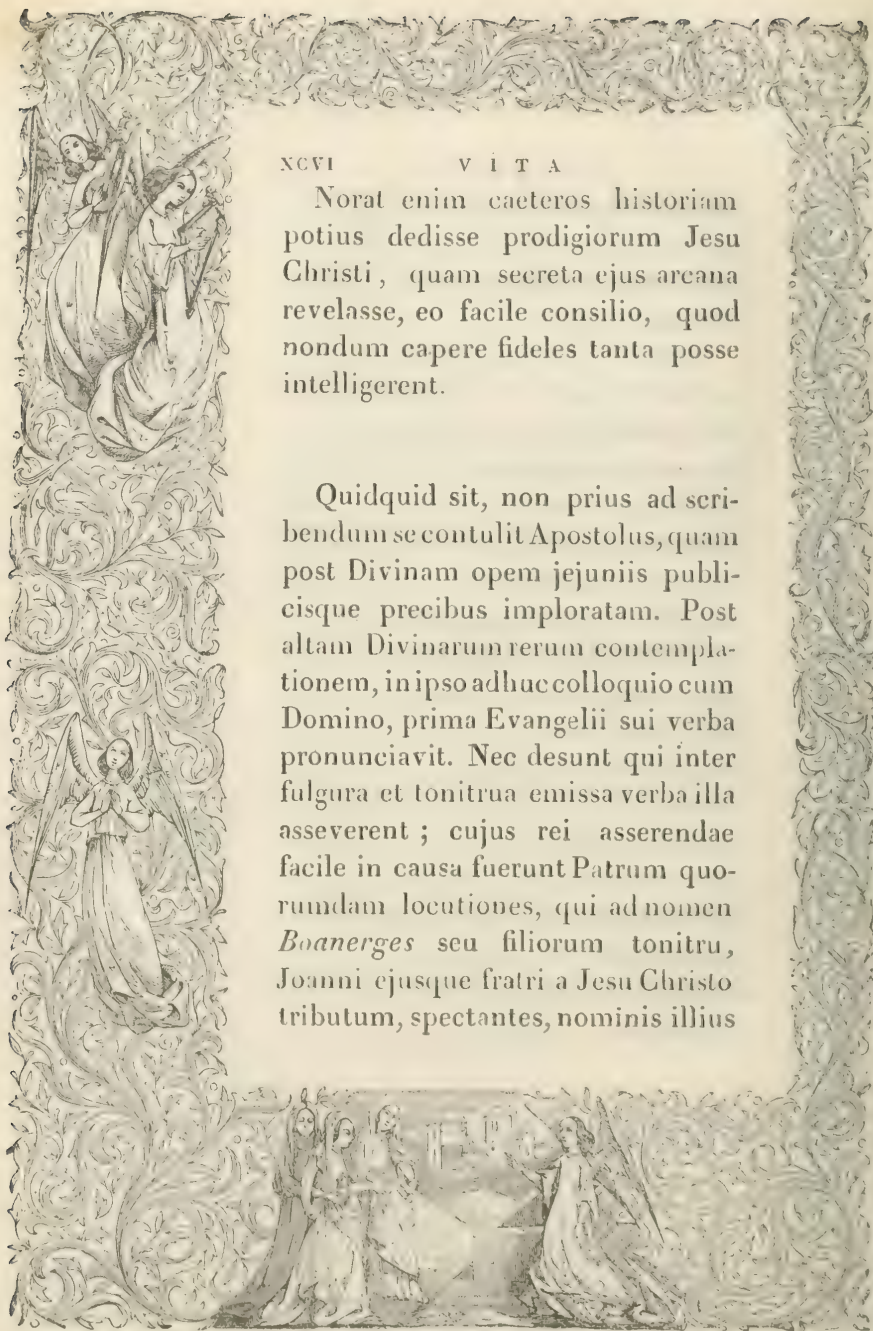 XCVI VITA
Norat enim caeteros historiam
potius dedisse prodigiorum Jesu
Christi, quam secreta ejus arcana
revelasse, eo facile consilio, quod
nondum capere fideles tanta posse
intelligerent.
Quidquid sit, non prius ad scri-
bendum se contulit Apostolus, quam
post Divinam opem jejuniis publi-
cisque precibus imploratam. Post
altam Divinarum rerum contempla-
tionem, in ipso adhuc colloquio cum
Domino, prima Evangelii sui verba
pronunciavit. Nec desunt qui inter
fulgura et tonitrua emissa verba illa
asseverent ; cujus rei asserendae
facile in causa fuerunt Patrum quo-
rumdam locutiones, qui ad nomen
Boanerges seu filiorum tonitru,
Joanni ejusque fratri a Jesu Christo
tributum, spectantes, nominis illius